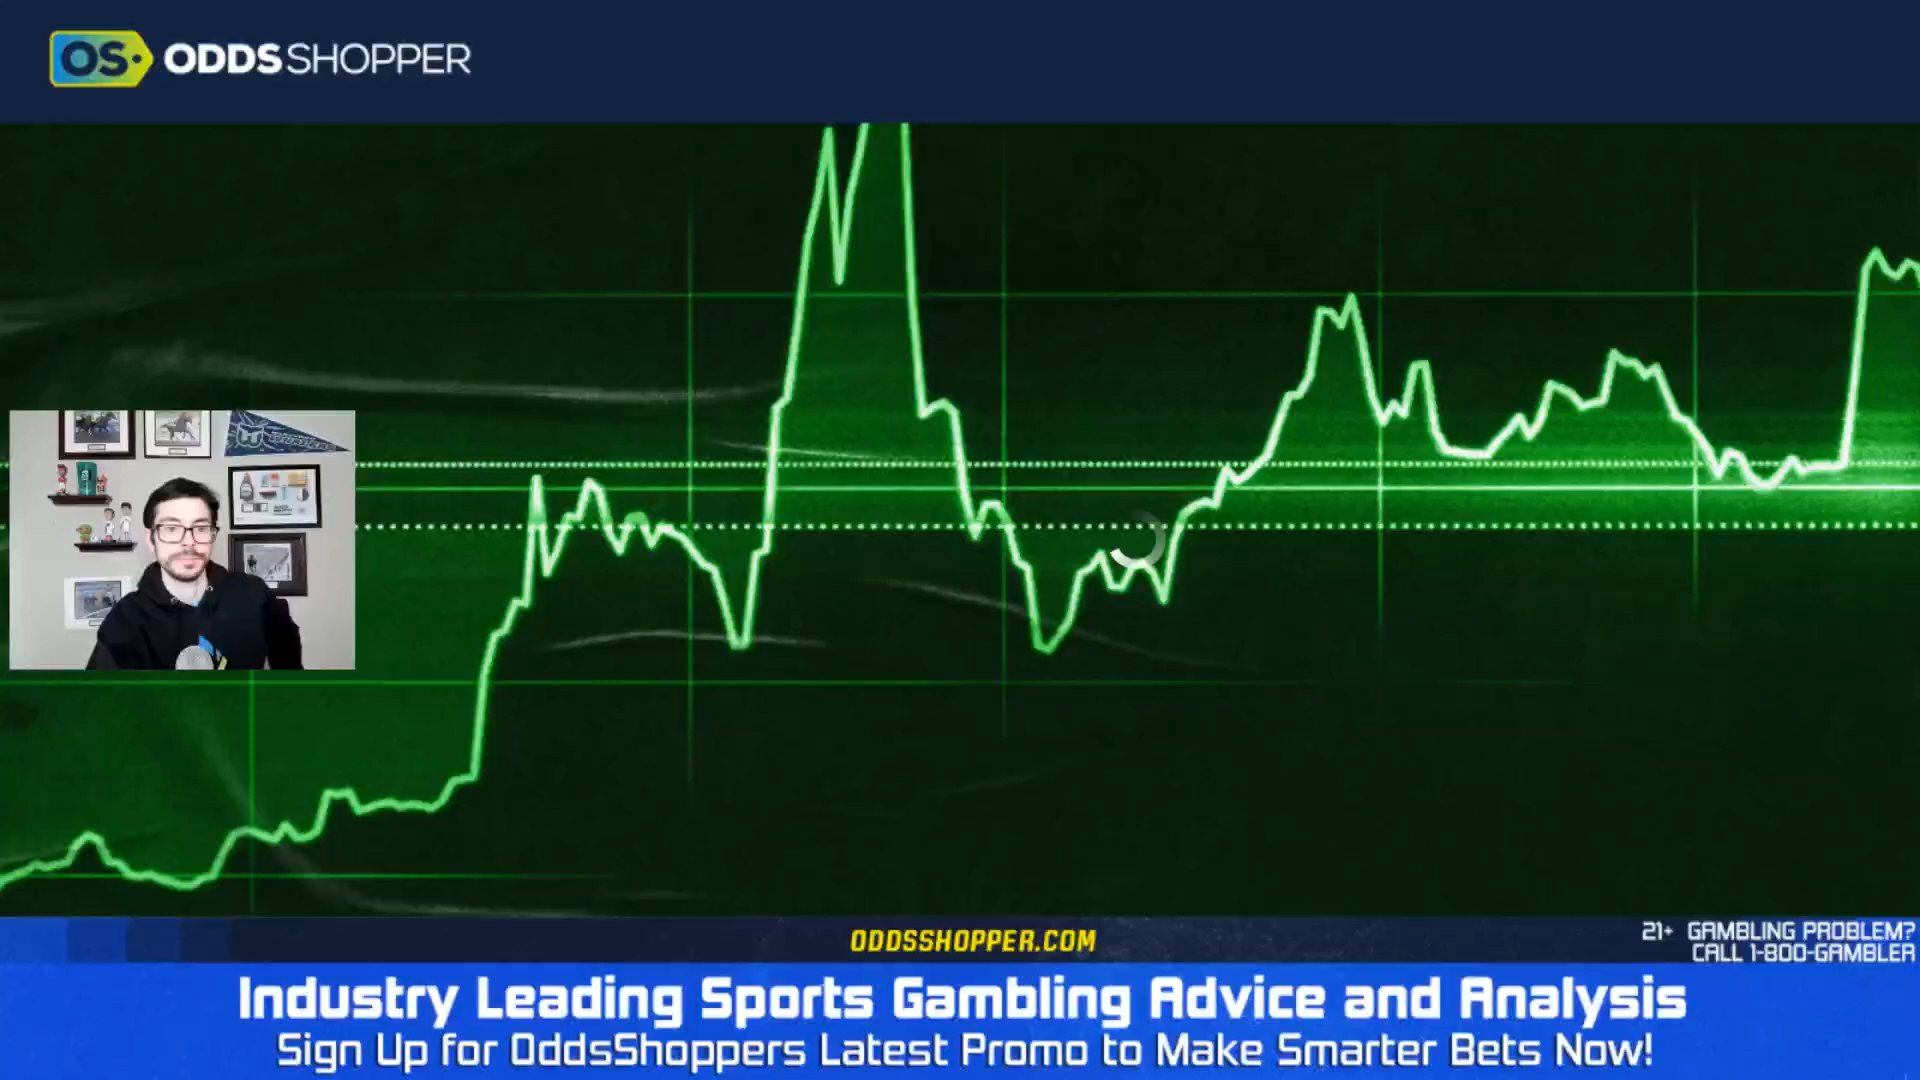 OS
ODDSSHOPPER
W
ODDSSHOPPER.COM
21+ GAMBLING PROBLEM?
CALL 1-800-GAMBLER
Industry Leading Sports Gambling Advice and Analysis
Sign Up for OddsShoppers Latest Promo to Make Smarter Bets Now!